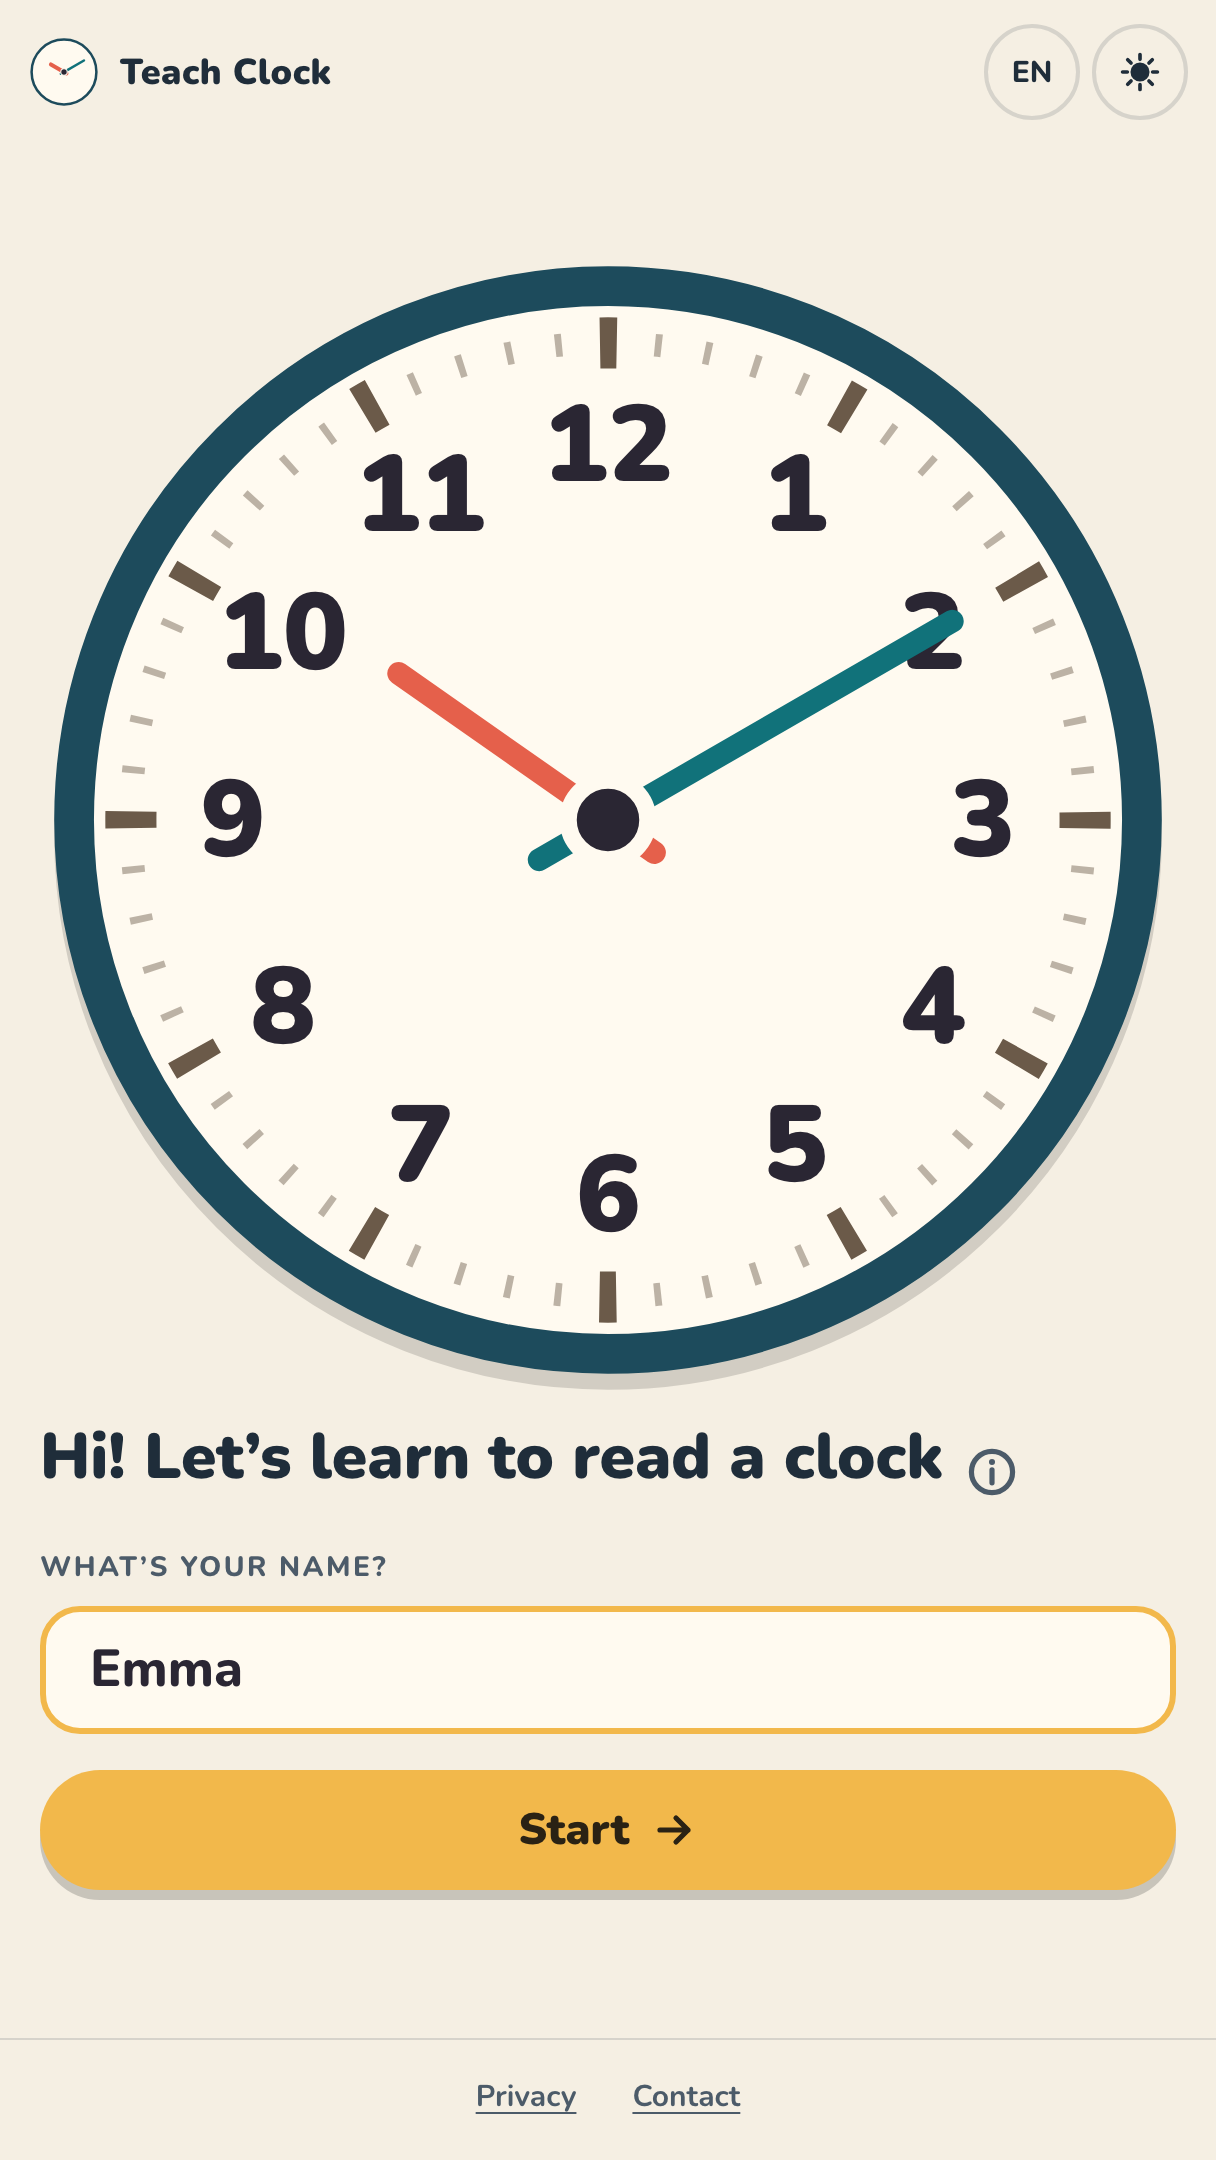 Teach Clock
EN
12
11
1
10
2
9
3
8
4
7
5
6
Hi! Let’s learn to read a clock
WHAT’S YOUR NAME?
Emma
Start →
Privacy Contact